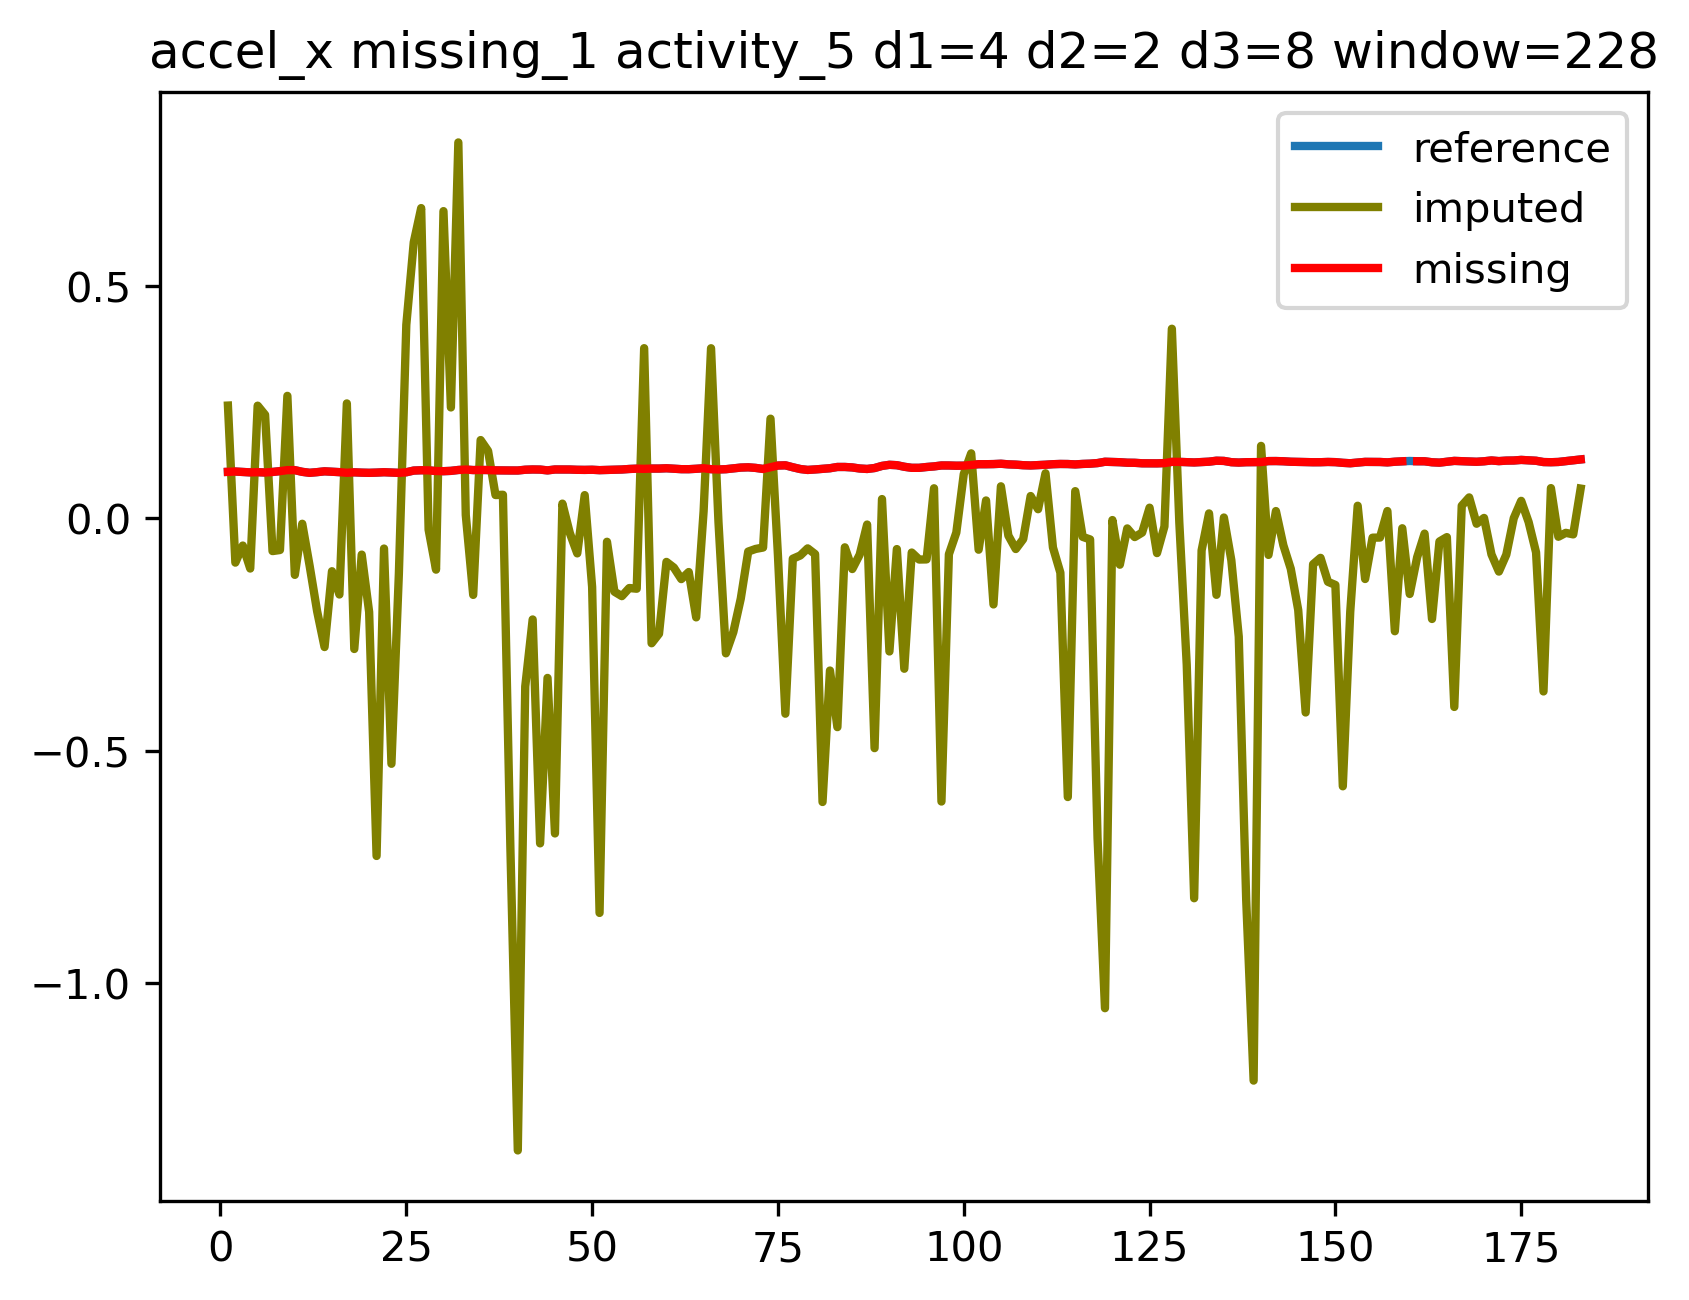 accel_x missing_1 activity_5 d1=4 d2=2 d3=8 window=228
reference
imputed
missing
0.5
0.0
−0.5
−1.0
0 25 50 75 100 125 150 175